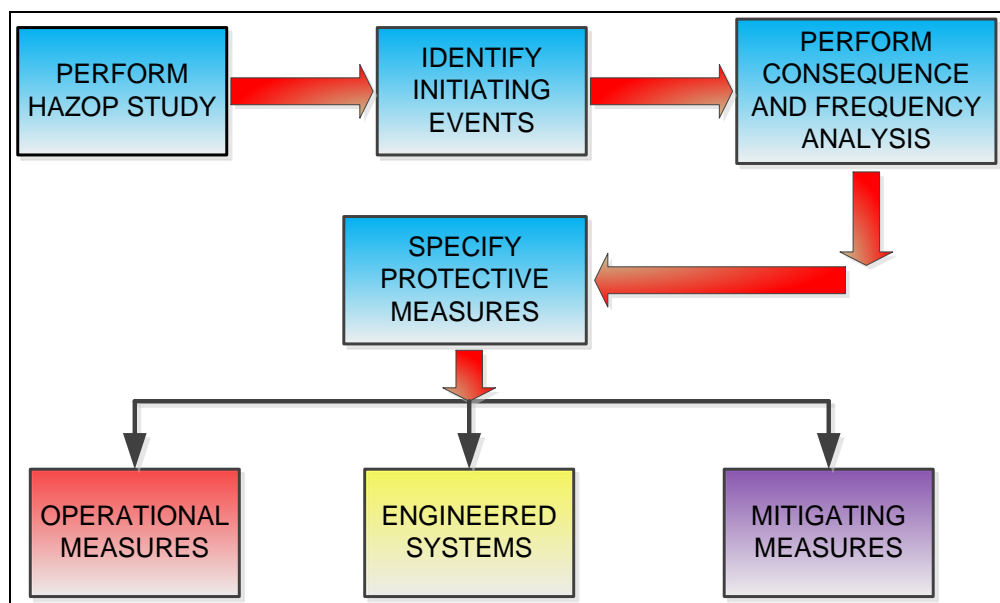 PERFORM
HAZOP STUDY
IDENTIFY
INITIATING
EVENTS
PERFORM
CONSEQUENCE
AND FREQUENCY
ANALYSIS
SPECIFY
PROTECTIVE
MEASURES
OPERATIONAL
MEASURES
ENGINEERED
SYSTEMS
MITIGATING
MEASURES